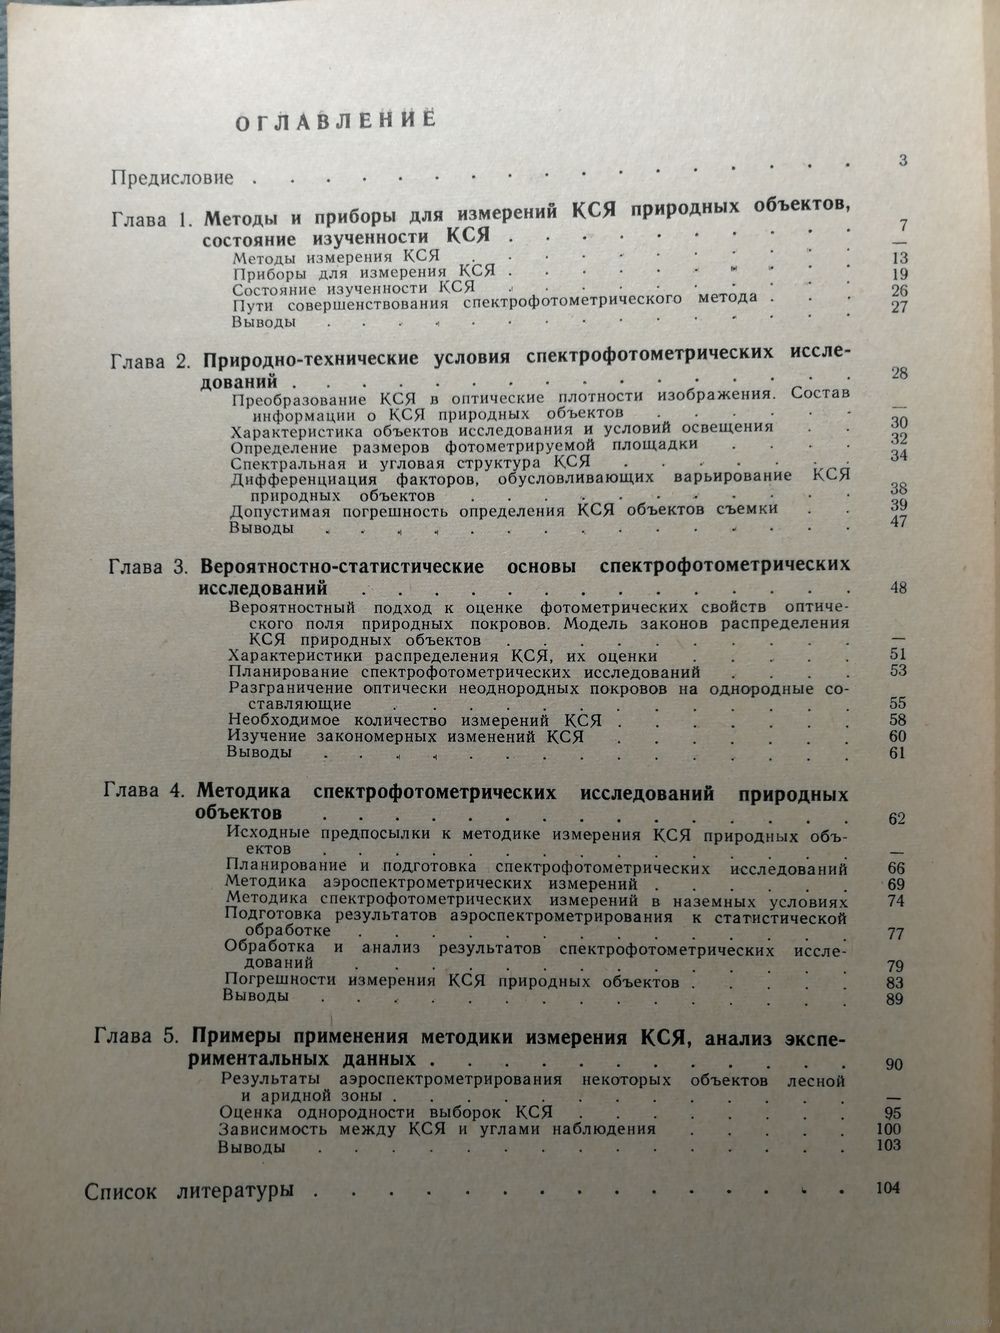 ОГЛАВЛЕНИЕ
Предисловие . . . . . . . . . . . . . . . . . 3
Глава 1. Методы и приборы для измерений КСЯ природных объектов,
состояние изученности КСЯ . . . . . . . . . . 7
Методы измерения КСЯ . . . . . . . . . . . —
Приборы для измерения КСЯ . . . . . . . . . . 13
Состояние изученности КСЯ . . . . . . . . . . 19
Пути совершенствования спектрофотометрического метода . . . 26
Выводы . . . . . . . . . . . . . . . 27
Глава 2. Природно-технические условия спектрофотометрических иссле-
дований . . . . . . . . . . . . . . . . 28
Преобразование КСЯ в оптические плотности изображения. Состав
информации о КСЯ природных объектов . . . . . . —
Характеристика объектов исследования и условий освещения . . 30
Определение размеров фотометрируемой площадки . . . . 32
Спектральная и угловая структура КСЯ . . . . . . . 34
Дифференциация факторов, обусловливающих варьирование КСЯ
природных объектов . . . . . . . . . . . 38
Допустимая погрешность определения КСЯ объектов съемки . . 39
Выводы . . . . . . . . . . . . . . . 47
Глава 3. Вероятностно-статистические основы спектрофотометрических
исследований . . . . . . . . . . . . . . 48
Вероятностный подход к оценке фотометрических свойств оптиче-
ского поля природных покровов. Модель законов распределения
КСЯ природных объектов . . . . . . . . . . —
Характеристики распределения КСЯ, их оценки . . . . . 51
Планирование спектрофотометрических исследований . . . . 53
Разграничение оптически неоднородных покровов на однородные со-
ставляющие . . . . . . . . . . . . . 55
Необходимое количество измерений КСЯ . . . . . . . 58
Изучение закономерных изменений КСЯ . . . . . . . 60
Выводы . . . . . . . . . . . . . . . 61
Глава 4. Методика спектрофотометрических исследований природных
объектов . . . . . . . . . . . . . . . 62
Исходные предпосылки к методике измерения КСЯ природных объ-
ектов . . . . . . . . . . . . . . . —
Планирование и подготовка спектрофотометрических исследований 66
Методика аэроспектрометрических измерений . . . . . . 69
Методика спектрофотометрических измерений в наземных условиях 74
Подготовка результатов аэроспектрометрирования к статистической
обработке . . . . . . . . . . . . . . 77
Обработка и анализ результатов спектрофотометрических иссле-
дований . . . . . . . . . . . . . . 79
Погрешности измерения КСЯ природных объектов . . . . . 83
Выводы . . . . . . . . . . . . . . . 89
Глава 5. Примеры применения методики измерения КСЯ, анализ экспе-
риментальных данных . . . . . . . . . . . . 90
Результаты аэроспектрометрирования некоторых объектов лесной
и аридной зоны . . . . . . . . . . . . . —
Оценка однородности выборок КСЯ . . . . . . . . 95
Зависимость между КСЯ и углами наблюдения . . . . . 100
Выводы . . . . . . . . . . . . . . . 103
Список литературы . . . . . . . . . . . . . . . 104